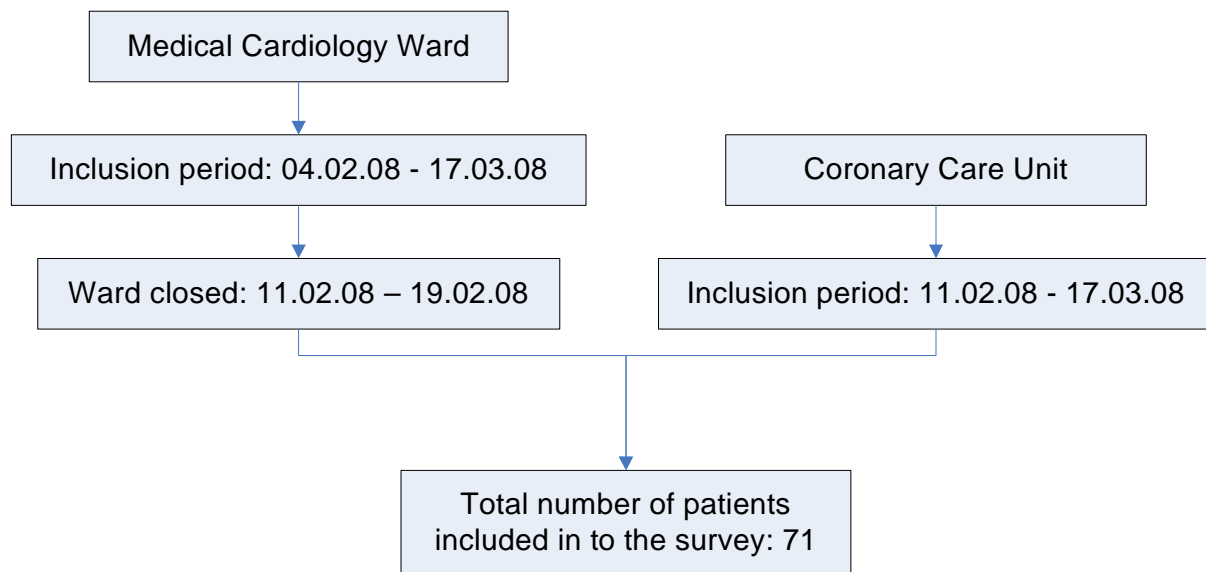 Medical Cardiology Ward
Inclusion period: 04.02.08 - 17.03.08
Coronary Care Unit
Ward closed: 11.02.08 – 19.02.08
Inclusion period: 11.02.08 - 17.03.08
Total number of patients
included in to the survey: 71